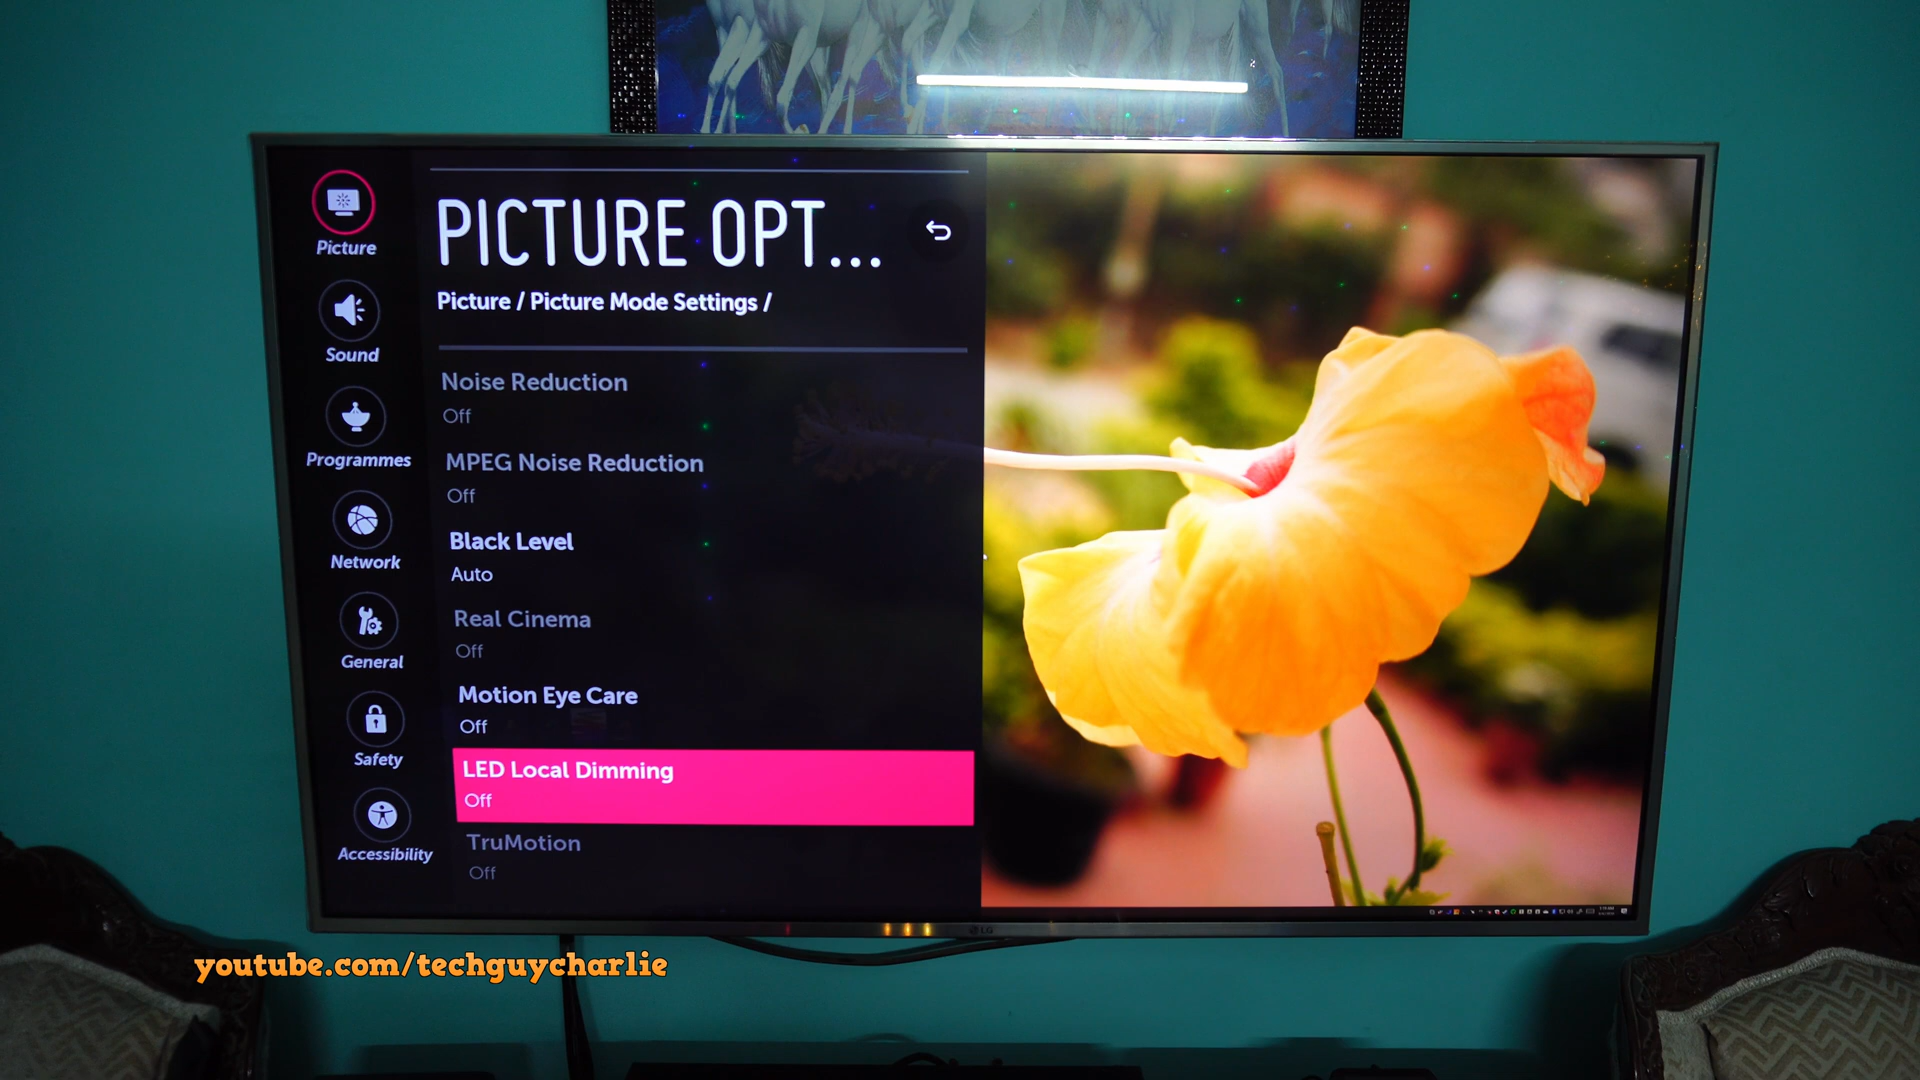 PICTURE OPT...
Picture / Picture Mode Settings /
Picture
Sound
Programmes
Network
General
Safety
Accessibility
Noise Reduction
Off
MPEG Noise Reduction
Off
Black Level
Auto
Real Cinema
Off
Motion Eye Care
Off
LED Local Dimming
Off
TruMotion
Off
LG
youtube.com/techguycharlie